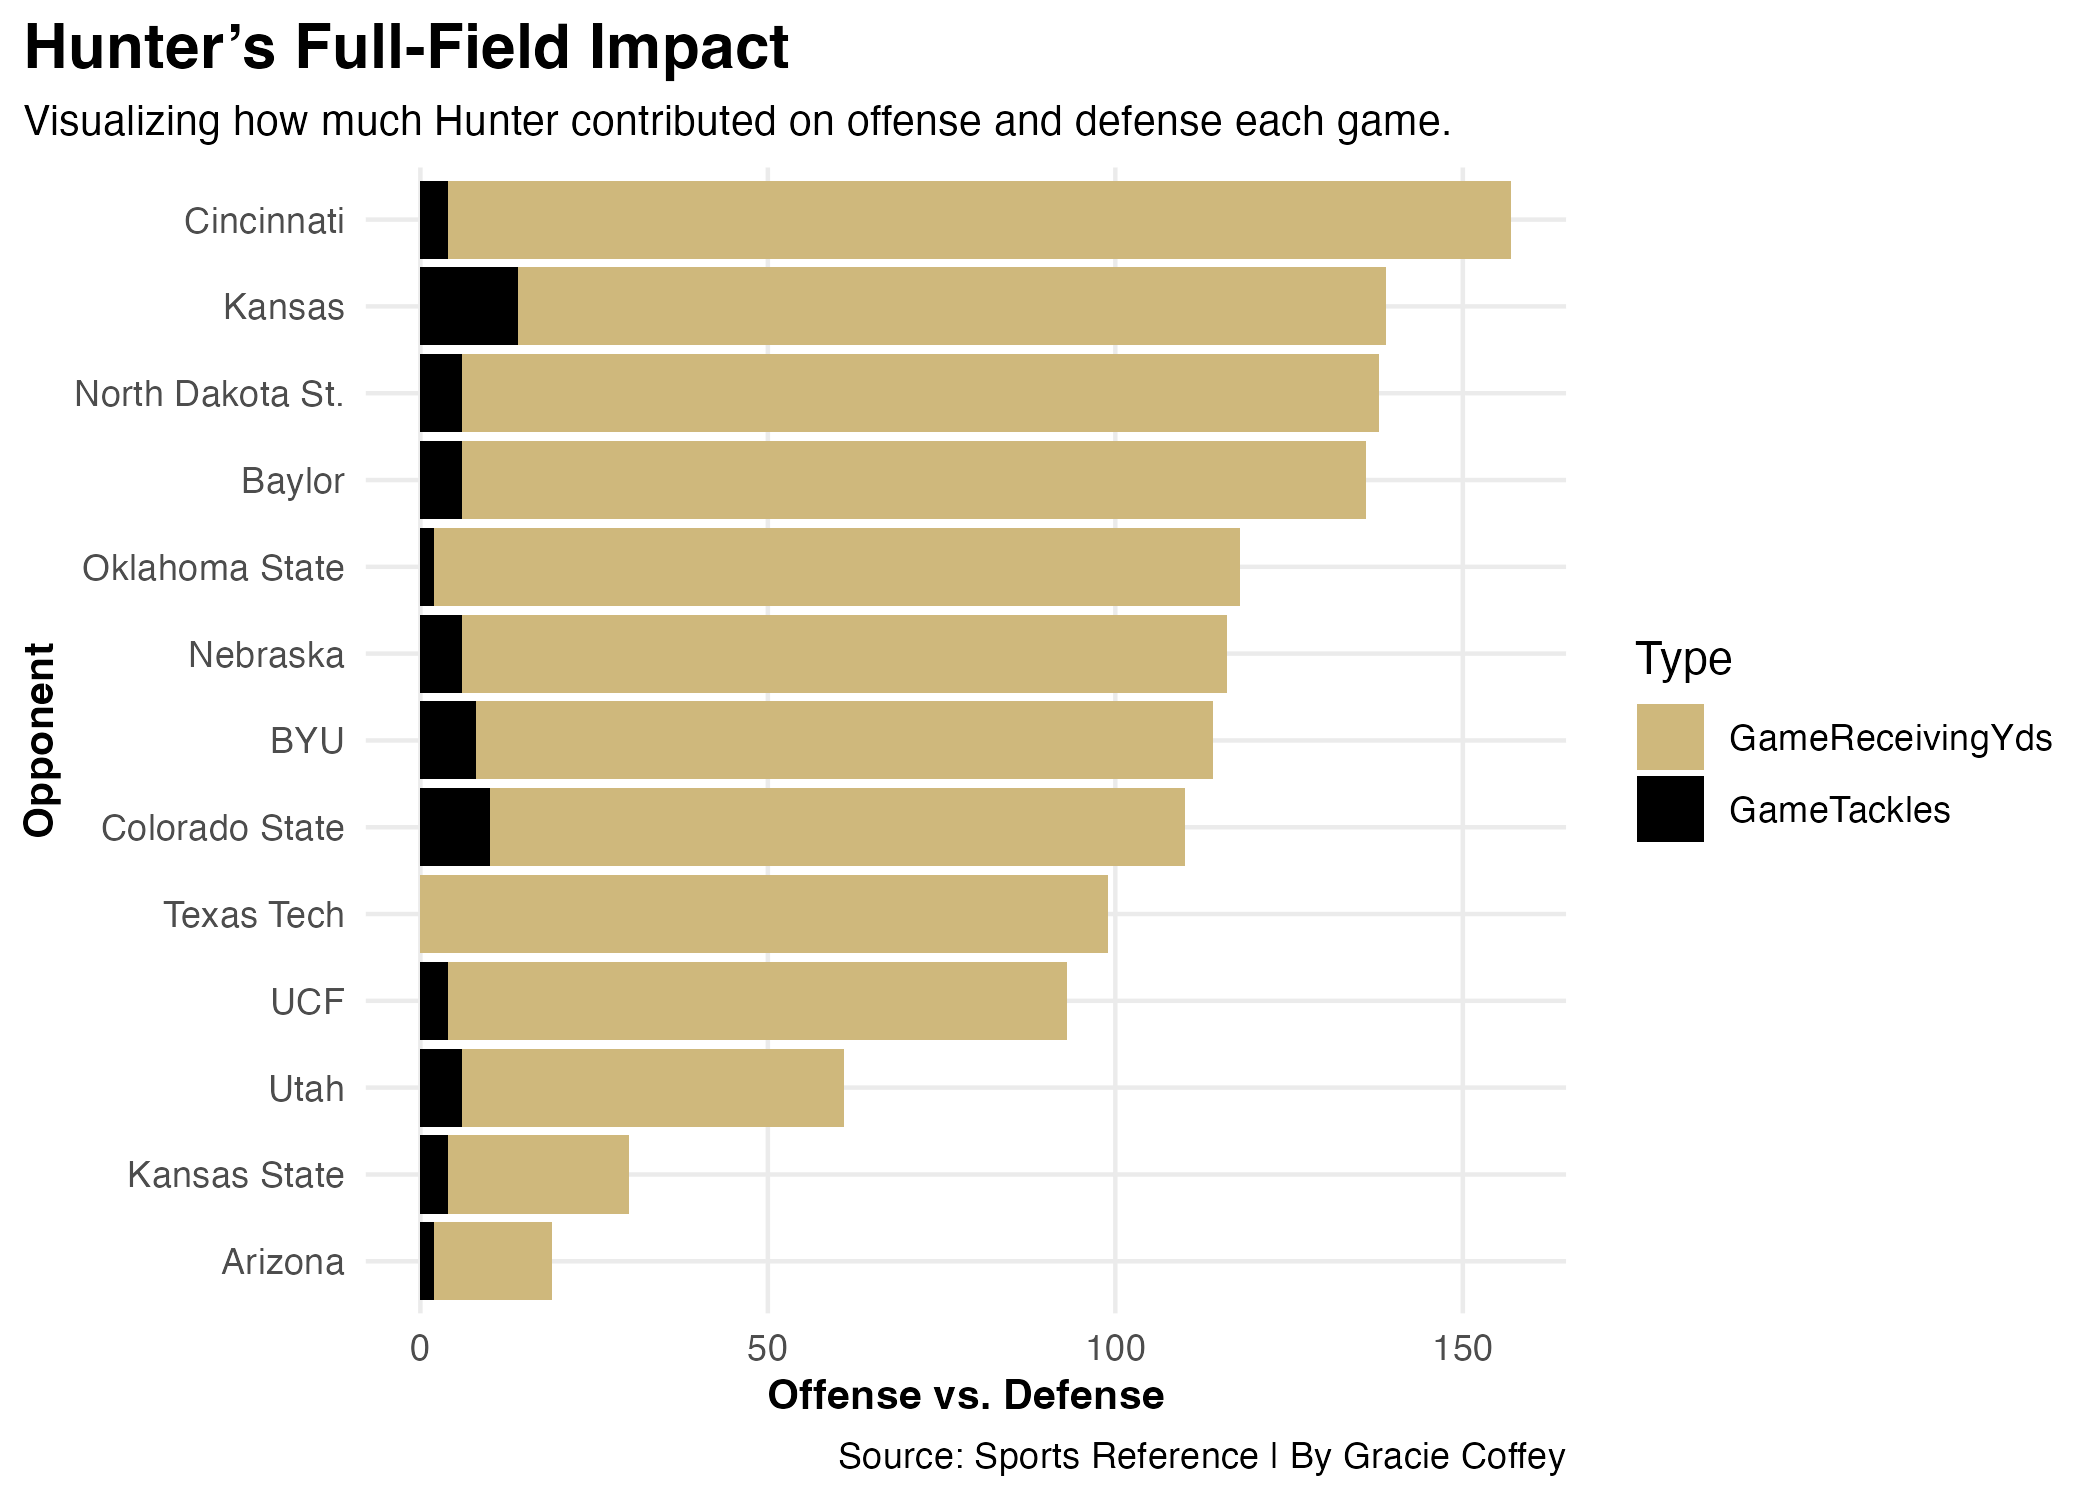 Hunter’s Full-Field Impact
Visualizing how much Hunter contributed on offense and defense each game.
Opponent
Cincinnati
Kansas
North Dakota St.
Baylor
Oklahoma State
Nebraska
BYU
Colorado State
Texas Tech
UCF
Utah
Kansas State
Arizona
0 50 100 150
Offense vs. Defense
Type
GameReceivingYds
GameTackles
Source: Sports Reference | By Gracie Coffey